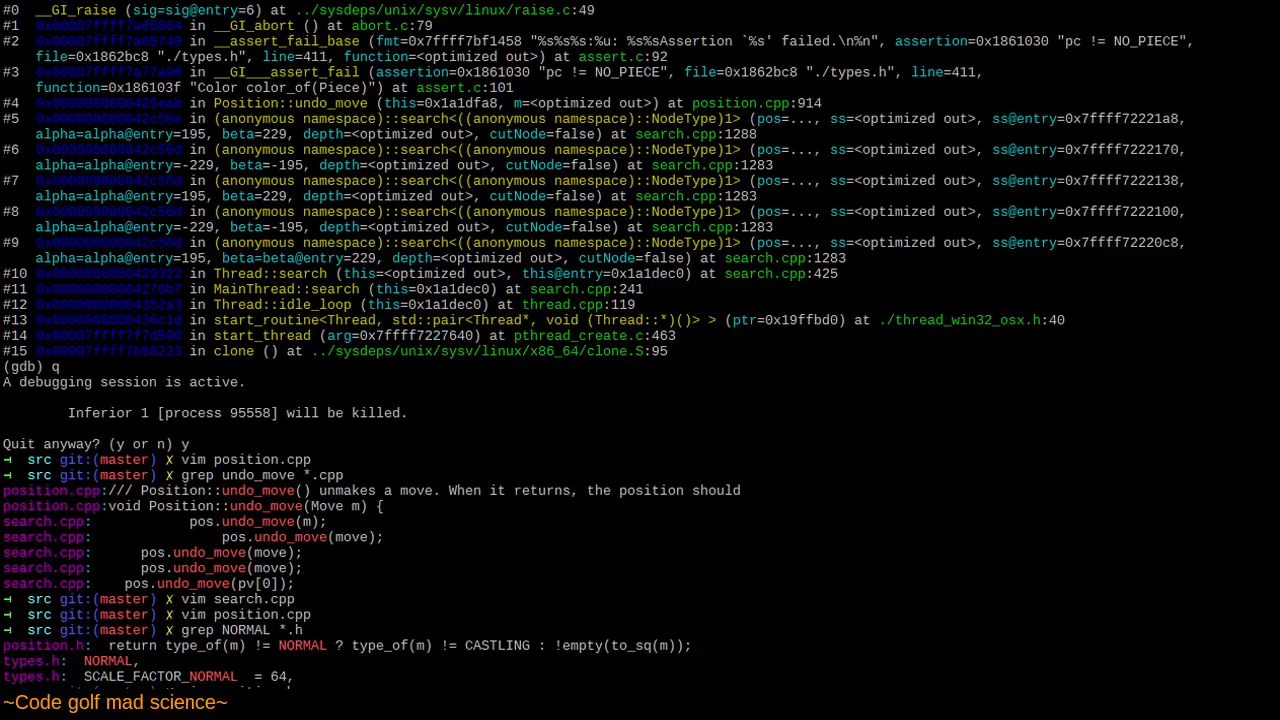 #0  __GI_raise (sig=sig@entry=6) at ../sysdeps/unix/sysv/linux/raise.c:49
#1  in __GI_abort () at abort.c:79
#2  in __assert_fail_base (fmt=0x7ffff7bf1458 "%s%s%s:%u: %s%sAssertion `%s' failed.\n%n", assertion=0x1861030 "pc != NO_PIECE",
    file=0x1862bc8 "./types.h", line=411, function=<optimized out>) at assert.c:92
#3  in __GI___assert_fail (assertion=0x1861030 "pc != NO_PIECE", file=0x1862bc8 "./types.h", line=411,
    function=0x186103f "Color color_of(Piece)") at assert.c:101
#4  in Position::undo_move (this=0x1a1dfa8, m=<optimized out>) at position.cpp:914
#5  in (anonymous namespace)::search<((anonymous namespace)::NodeType)1> (pos=..., ss=<optimized out>, ss@entry=0x7ffff72221a8,
    alpha=alpha@entry=195, beta=229, depth=<optimized out>, cutNode=false) at search.cpp:1288
#6  in (anonymous namespace)::search<((anonymous namespace)::NodeType)1> (pos=..., ss=<optimized out>, ss@entry=0x7ffff7222170,
    alpha=alpha@entry=-229, beta=-195, depth=<optimized out>, cutNode=false) at search.cpp:1283
#7  in (anonymous namespace)::search<((anonymous namespace)::NodeType)1> (pos=..., ss=<optimized out>, ss@entry=0x7ffff7222138,
    alpha=alpha@entry=195, beta=229, depth=<optimized out>, cutNode=false) at search.cpp:1283
#8  in (anonymous namespace)::search<((anonymous namespace)::NodeType)1> (pos=..., ss=<optimized out>, ss@entry=0x7ffff7222100,
    alpha=alpha@entry=-229, beta=-195, depth=<optimized out>, cutNode=false) at search.cpp:1283
#9  in (anonymous namespace)::search<((anonymous namespace)::NodeType)1> (pos=..., ss=<optimized out>, ss@entry=0x7ffff72220c8,
    alpha=alpha@entry=195, beta=beta@entry=229, depth=<optimized out>, cutNode=false) at search.cpp:1283
#10 in Thread::search (this=<optimized out>, this@entry=0x1a1dec0) at search.cpp:425
#11 in MainThread::search (this=0x1a1dec0) at search.cpp:241
#12 in Thread::idle_loop (this=0x1a1dec0) at thread.cpp:119
#13 in start_routine<Thread, std::pair<Thread*, void (Thread::*)()> > (ptr=0x19ffbd0) at ./thread_win32_osx.h:40
#14 in start_thread (arg=0x7ffff7227640) at pthread_create.c:463
#15 in clone () at ../sysdeps/unix/sysv/linux/x86_64/clone.S:95
(gdb) q
A debugging session is active.
        Inferior 1 [process 95558] will be killed.
Quit anyway? (y or n) y
→  src git:(master) ✗ vim position.cpp
→  src git:(master) ✗ grep undo_move *.cpp
position.cpp:/// Position::undo_move() unmakes a move. When it returns, the position should
position.cpp:void Position::undo_move(Move m) {
search.cpp:            pos.undo_move(m);
search.cpp:                pos.undo_move(move);
search.cpp:      pos.undo_move(move);
search.cpp:      pos.undo_move(move);
search.cpp:    pos.undo_move(pv[0]);
→  src git:(master) ✗ vim search.cpp
→  src git:(master) ✗ vim position.cpp
→  src git:(master) ✗ grep NORMAL *.h
position.h:  return type_of(m) != NORMAL ? type_of(m) != CASTLING : !empty(to_sq(m));
types.h:  NORMAL,
types.h:  SCALE_FACTOR_NORMAL  = 64,
~Code golf mad science~